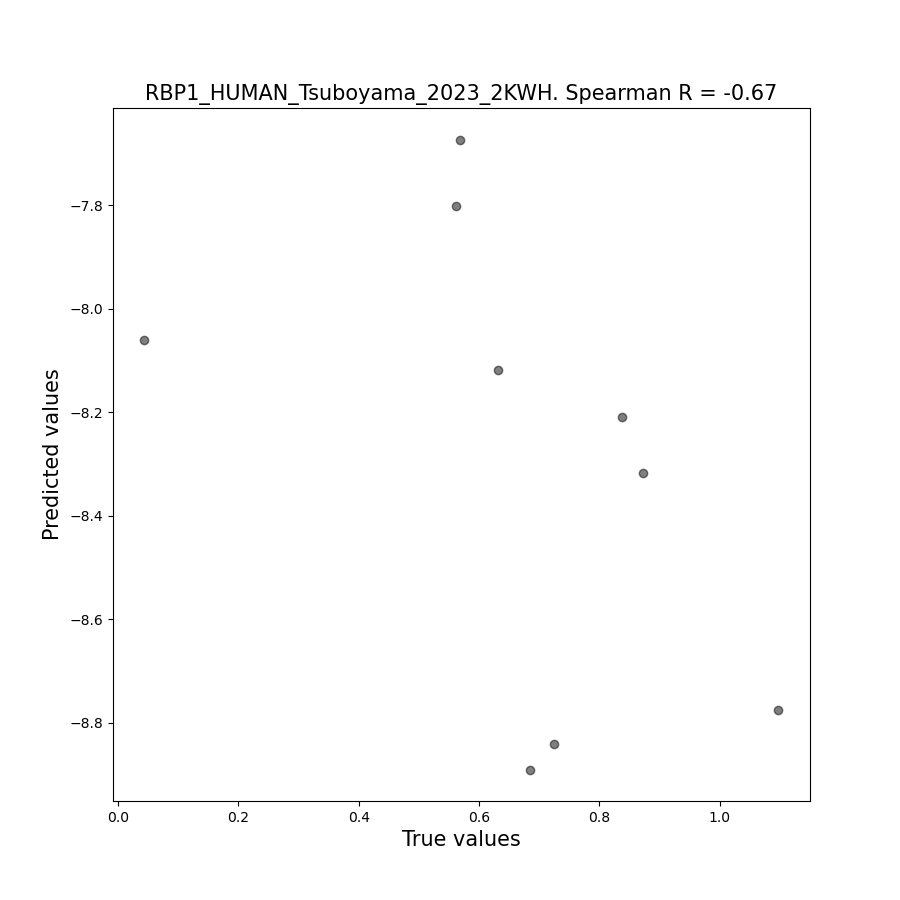 RBP1_HUMAN_Tsuboyama_2023_2KWH. Spearman R = -0.67
−7.8
−8.0
−8.2
−8.4
−8.6
−8.8
Predicted values
0.0 0.2 0.4 0.6 0.8 1.0
True values